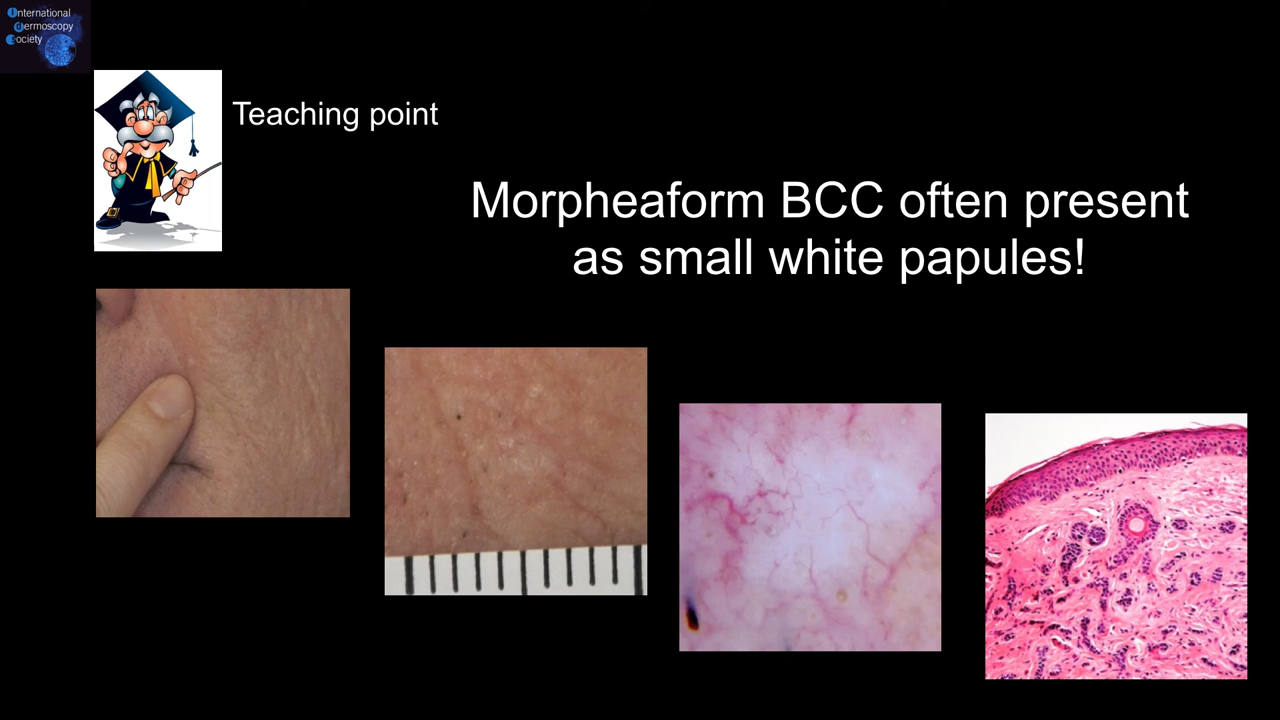 International
Dermoscopy
Society
Teaching point
Morpheaform BCC often present
as small white papules!